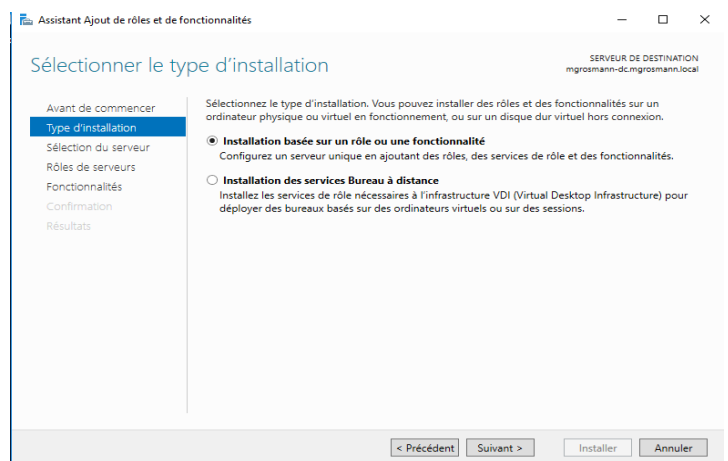 Assistant Ajout de rôles et de fonctionnalités
Sélectionner le type d'installation
SERVEUR DE DESTINATION
mgrosmann-dc.mgrosmann.local
Avant de commencer
Type d'installation
Sélection du serveur
Rôles de serveurs
Fonctionnalités
Confirmation
Résultats
Sélectionnez le type d'installation. Vous pouvez installer des rôles et des fonctionnalités sur un
ordinateur physique ou virtuel en fonctionnement, ou sur un disque dur virtuel hors connexion.
Installation basée sur un rôle ou une fonctionnalité
Configurez un serveur unique en ajoutant des rôles, des services de rôle et des fonctionnalités.
Installation des services Bureau à distance
Installez les services de rôle nécessaires à l'infrastructure VDI (Virtual Desktop Infrastructure) pour
déployer des bureaux basés sur des ordinateurs virtuels ou sur des sessions.
< Précédent
Suivant >
Installer
Annuler